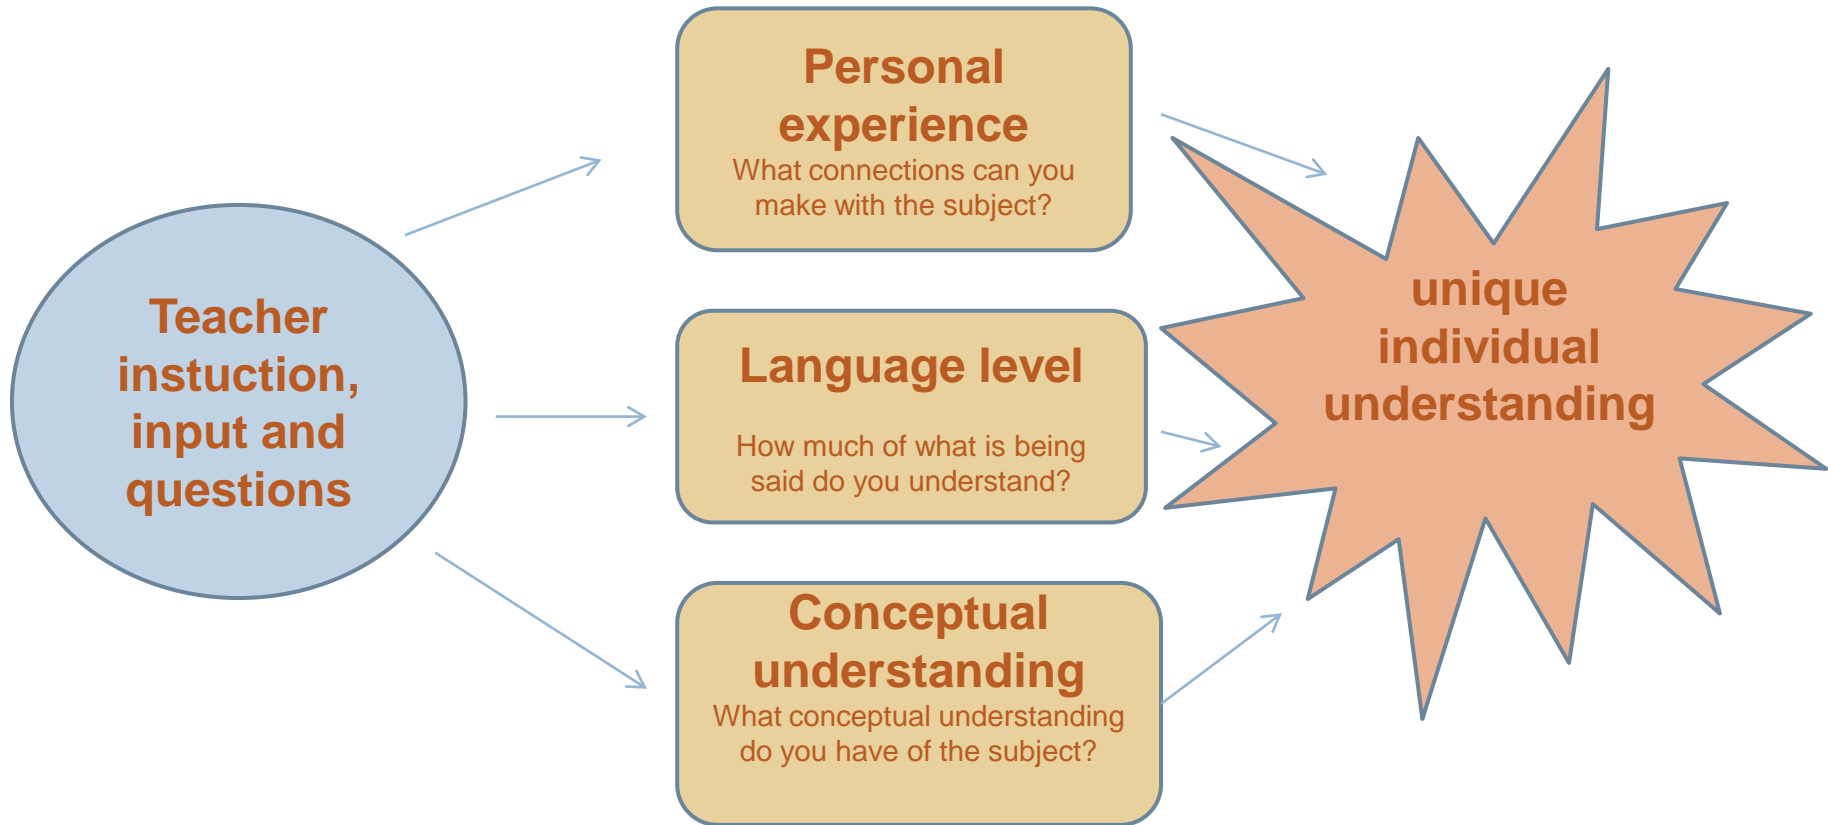 Teacher
instuction,
input and
questions
Personal
experience
What connections can you
make with the subject?
Language level
How much of what is being
said do you understand?
Conceptual
understanding
What conceptual understanding
do you have of the subject?
unique
individual
understanding